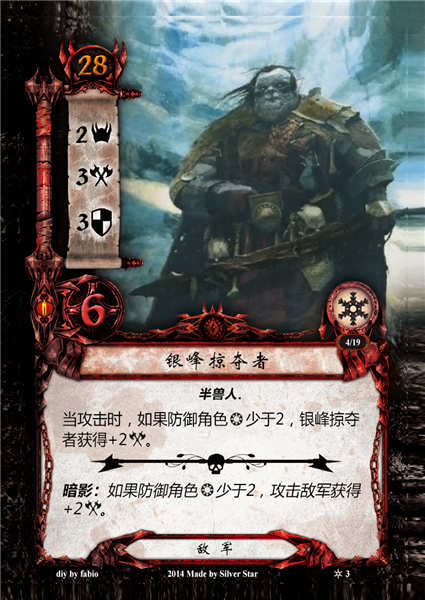 28
2
3
3
6
4/19
银峰掠夺者
半兽人.
当攻击时，如果防御角色少于2，银峰掠夺
者获得+2。
暗影：如果防御角色少于2，攻击敌军获得
+2。
敌军
diy by fabio 2014 Made by Silver Star 3